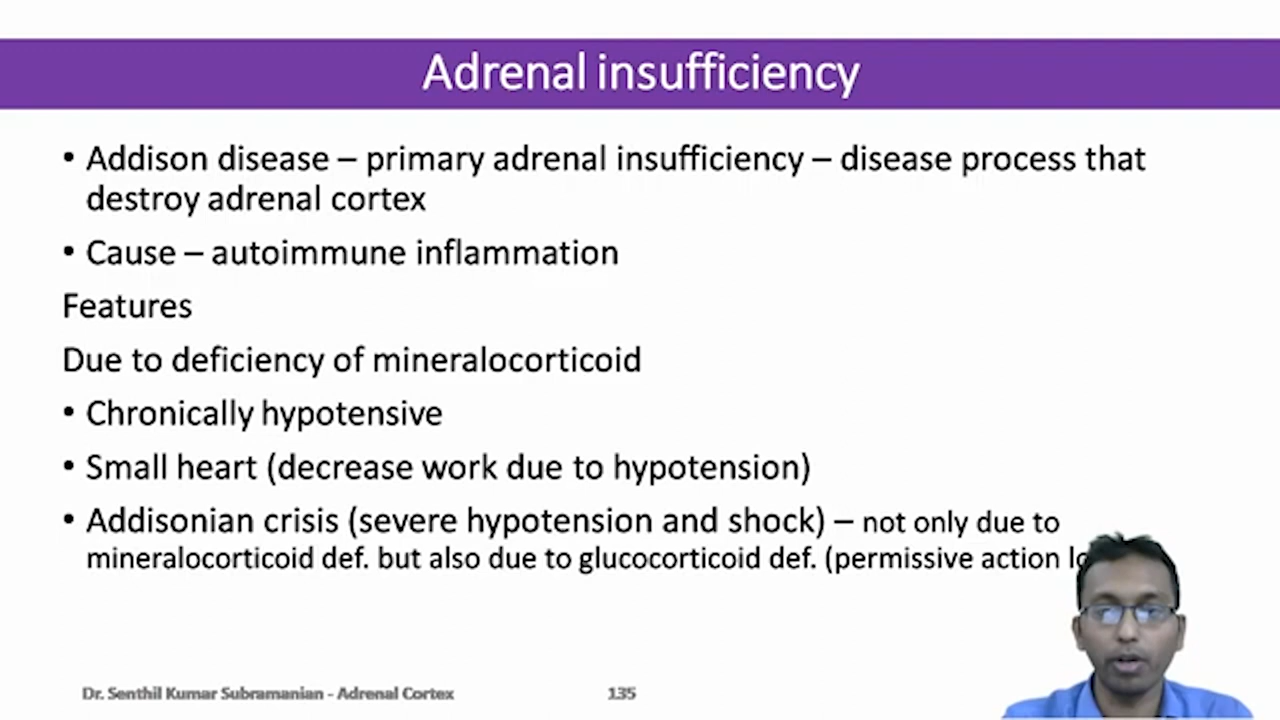 Adrenal insufficiency
• Addison disease – primary adrenal insufficiency – disease process that
destroy adrenal cortex
• Cause – autoimmune inflammation
Features
Due to deficiency of mineralocorticoid
• Chronically hypotensive
• Small heart (decrease work due to hypotension)
• Addisonian crisis (severe hypotension and shock) – not only due to
mineralocorticoid def. but also due to glucocorticoid def. (permissive action
Dr. Senthil Kumar Subramanian - Adrenal Cortex 135